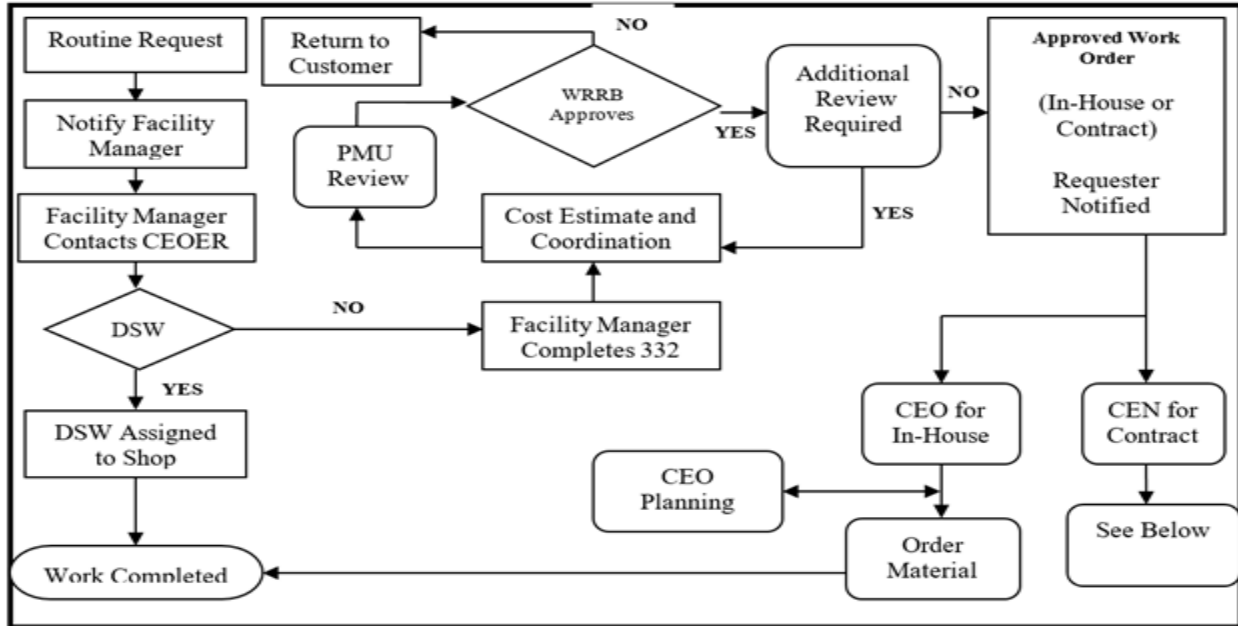 Routine Request
Notify Facility
Manager
Facility Manager
Contacts CEOER
DSW
YES
DSW Assigned
to Shop
Work Completed
NO
Facility Manager
Completes 332
Cost Estimate and
Coordination
PMU
Review
WRRB
Approves
NO
Return to
Customer
YES
Additional
Review
Required
YES
NO
Approved Work
Order
(In-House or
Contract)
Requester
Notified
CEO for
In-House
CEN for
Contract
CEO
Planning
Order
Material
See Below